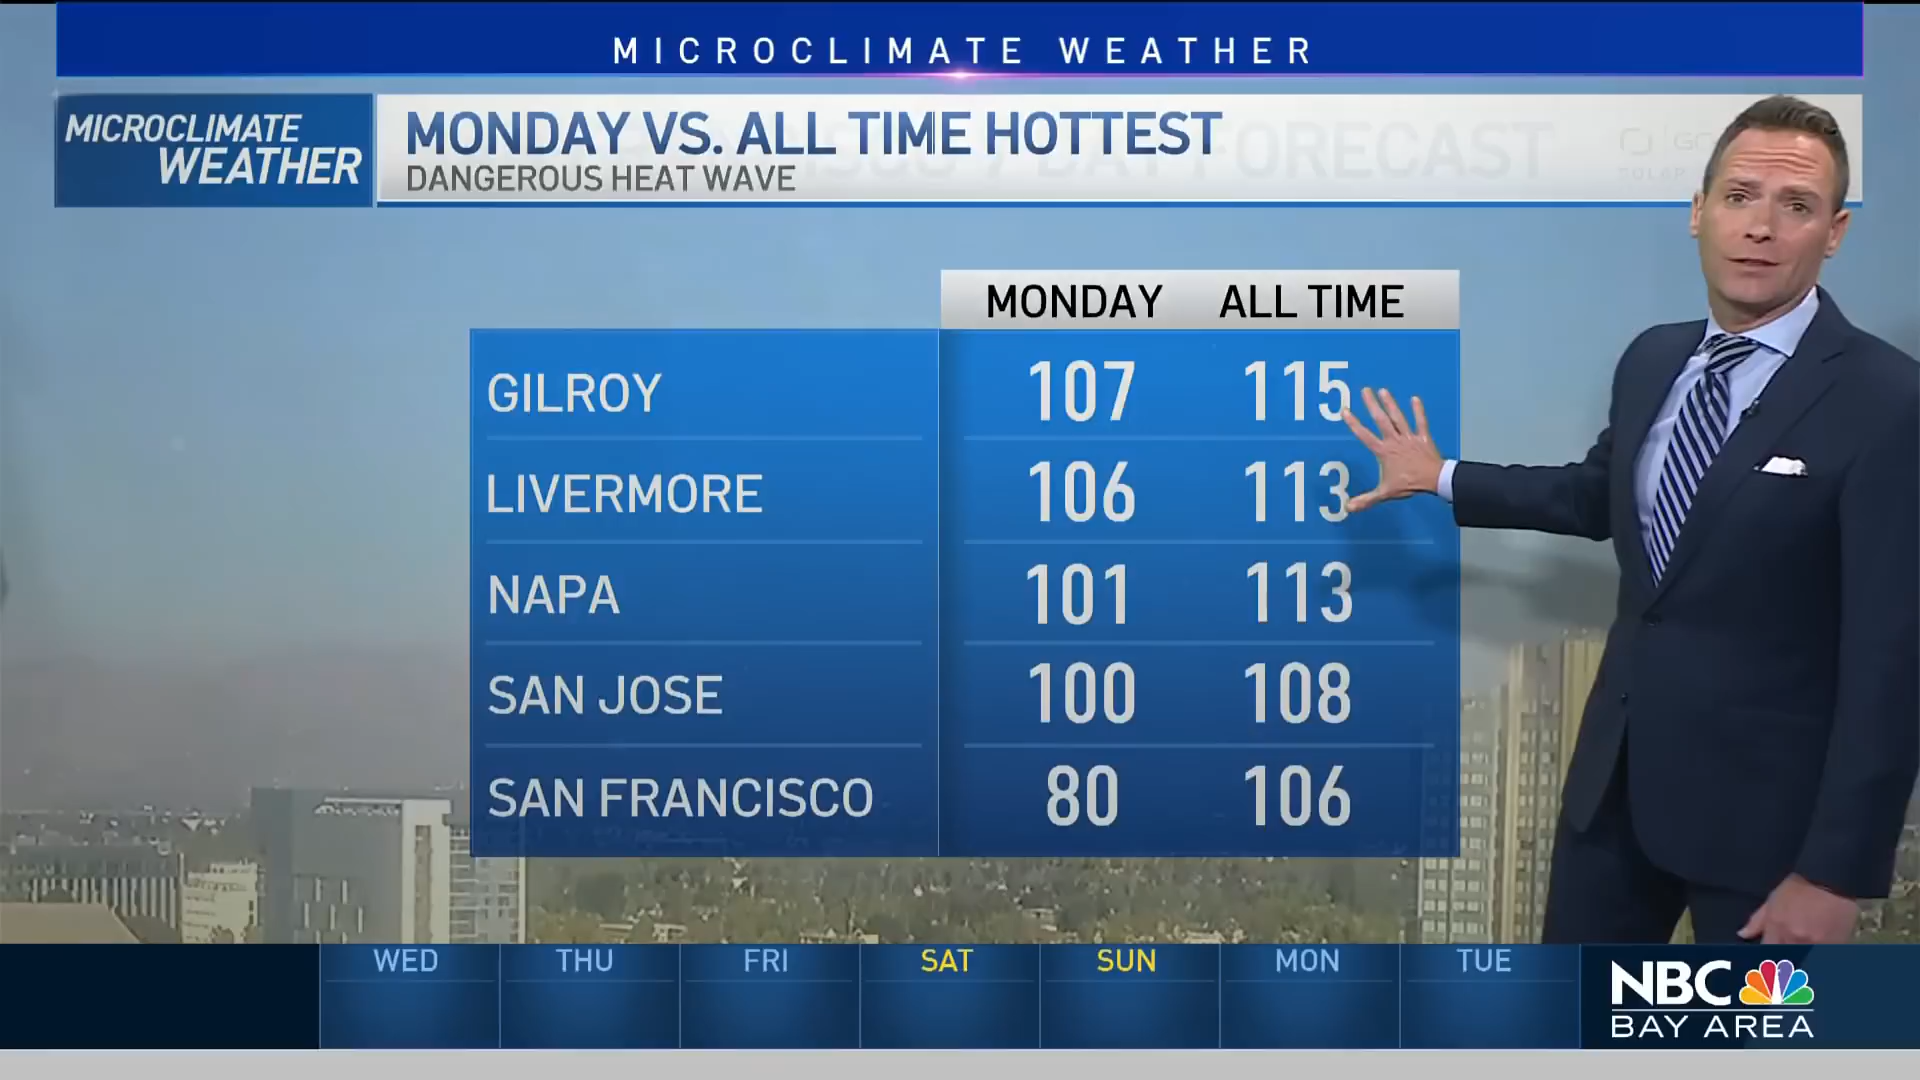 MICROCLIMATE WEATHER
MICROCLIMATE
WEATHER
MONDAY VS. ALL TIME HOTTEST
FORECAST
DANGEROUS HEAT WAVE
MONDAY ALL TIME
GILROY 107 115
LIVERMORE 106 113
NAPA 101 113
SAN JOSE 100 108
SAN FRANCISCO 80 106
WED THU FRI SAT SUN MON TUE
NBC
BAY AREA